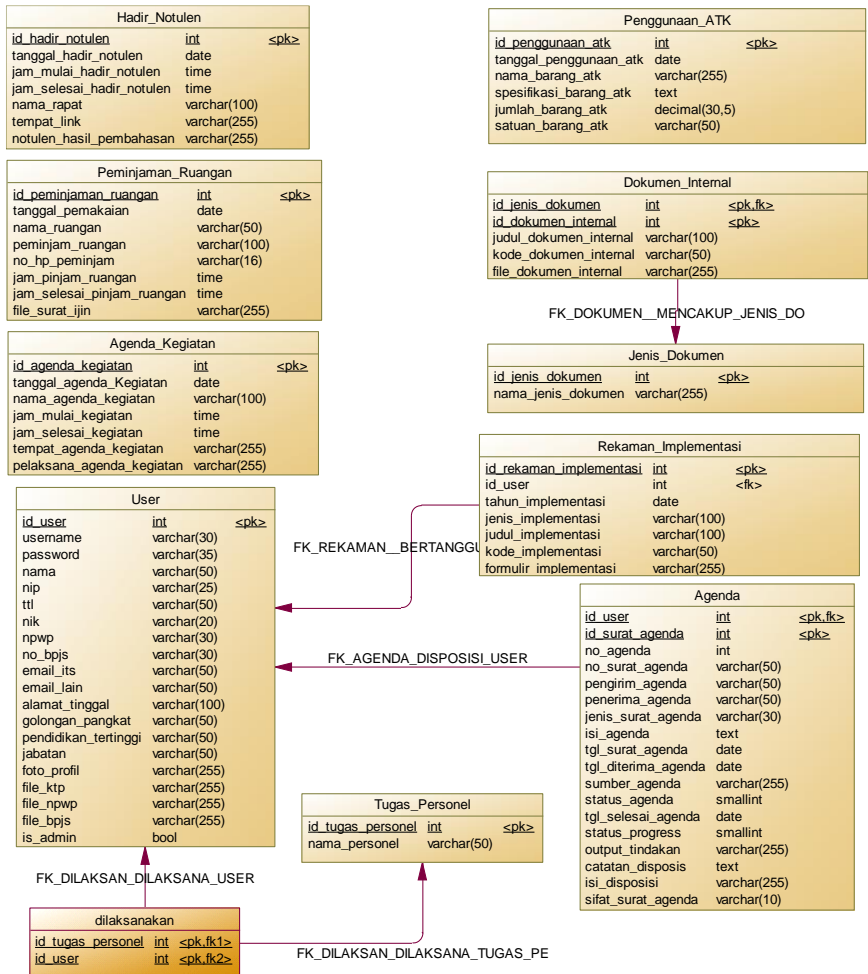 Hadir_Notulen
id_hadir_notulen int <pk>
tanggal_hadir_notulen date
jam_mulai_hadir_notulen time
jam_selesai_hadir_notulen time
nama_rapat varchar(100)
tempat_link varchar(255)
notulen_hasil_pembahasan varchar(255)
Penggunaan_ATK
id_penggunaan_atk int <pk>
tanggal_penggunaan_atk date
nama_barang_atk varchar(255)
spesifikasi_barang_atk text
jumlah_barang_atk decimal(30,5)
satuan_barang_atk varchar(50)
Peminjaman_Ruangan
id_peminjaman_ruangan int <pk>
tanggal_pemakaian date
nama_ruangan varchar(50)
peminjam_ruangan varchar(100)
no_hp_peminjam varchar(16)
jam_pinjam_ruangan time
jam_selesai_pinjam_ruangan time
file_surat_ijin varchar(255)
Dokumen_Internal
id_jenis_dokumen int <pk,fk>
id_dokumen_internal int <pk>
judul_dokumen_internal varchar(100)
kode_dokumen_internal varchar(50)
file_dokumen_internal varchar(255)
FK_DOKUMEN__MENCAKUP_JENIS_DO
Jenis_Dokumen
id_jenis_dokumen int <pk>
nama_jenis_dokumen varchar(255)
Agenda_Kegiatan
id_agenda_kegiatan int <pk>
tanggal_agenda_Kegiatan date
nama_agenda_kegiatan varchar(100)
jam_mulai_kegiatan time
jam_selesai_kegiatan time
tempat_agenda_kegiatan varchar(255)
pelaksana_agenda_kegiatan varchar(255)
Rekaman_Implementasi
id_rekaman_implementasi int <pk>
id_user int <fk>
tahun_implementasi date
jenis_implementasi varchar(100)
judul_implementasi varchar(100)
kode_implementasi varchar(50)
formulir_implementasi varchar(255)
FK_REKAMAN__BERTANGGU
User
id_user int <pk>
username varchar(30)
password varchar(35)
nama varchar(50)
nip varchar(25)
ttl varchar(50)
nik varchar(20)
npwp varchar(30)
no_bpjs varchar(30)
email_its varchar(50)
email_lain varchar(50)
alamat_tinggal varchar(100)
golongan_pangkat varchar(50)
pendidikan_tertinggi varchar(50)
jabatan varchar(50)
foto_profil varchar(255)
file_ktp varchar(255)
file_npwp varchar(255)
file_bpjs varchar(255)
is_admin bool
FK_AGENDA_DISPOSISI_USER
Agenda
id_user int <pk,fk>
id_surat_agenda int <pk>
no_agenda int
no_surat_agenda varchar(50)
pengirim_agenda varchar(50)
penerima_agenda varchar(50)
jenis_surat_agenda varchar(30)
isi_agenda text
tgl_surat_agenda date
tgl_diterima_agenda date
sumber_agenda varchar(255)
status_agenda smallint
tgl_selesai_agenda date
status_progress smallint
output_tindakan varchar(255)
catatan_disposis text
isi_disposisi varchar(255)
sifat_surat_agenda varchar(10)
Tugas_Personel
id_tugas_personel int <pk>
nama_personel varchar(50)
FK_DILAKSAN_DILAKSANA_USER
dilaksanakan
id_tugas_personel int <pk,fk1>
id_user int <pk,fk2>
FK_DILAKSAN_DILAKSANA_TUGAS_PE